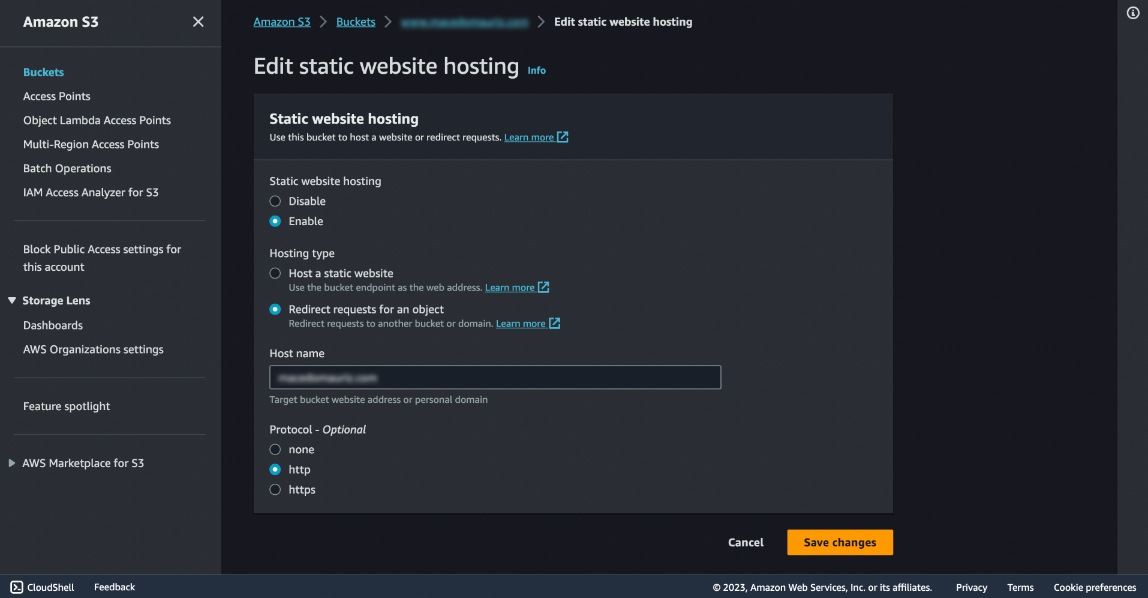 Amazon S3
Buckets
Access Points
Object Lambda Access Points
Multi-Region Access Points
Batch Operations
IAM Access Analyzer for S3
Block Public Access settings for
this account
Storage Lens
Dashboards
AWS Organizations settings
Feature spotlight
AWS Marketplace for S3
Amazon S3 > Buckets > > Edit static website hosting
Edit static website hosting Info
Static website hosting
Use this bucket to host a website or redirect requests. Learn more
Static website hosting
Disable
Enable
Hosting type
Host a static website
Use the bucket endpoint as the web address. Learn more
Redirect requests for an object
Redirect requests to another bucket or domain. Learn more
Host name
Target bucket website address or personal domain
Protocol - Optional
none
http
https
Cancel Save changes
CloudShell Feedback © 2023, Amazon Web Services, Inc. or its affiliates. Privacy Terms Cookie preferences